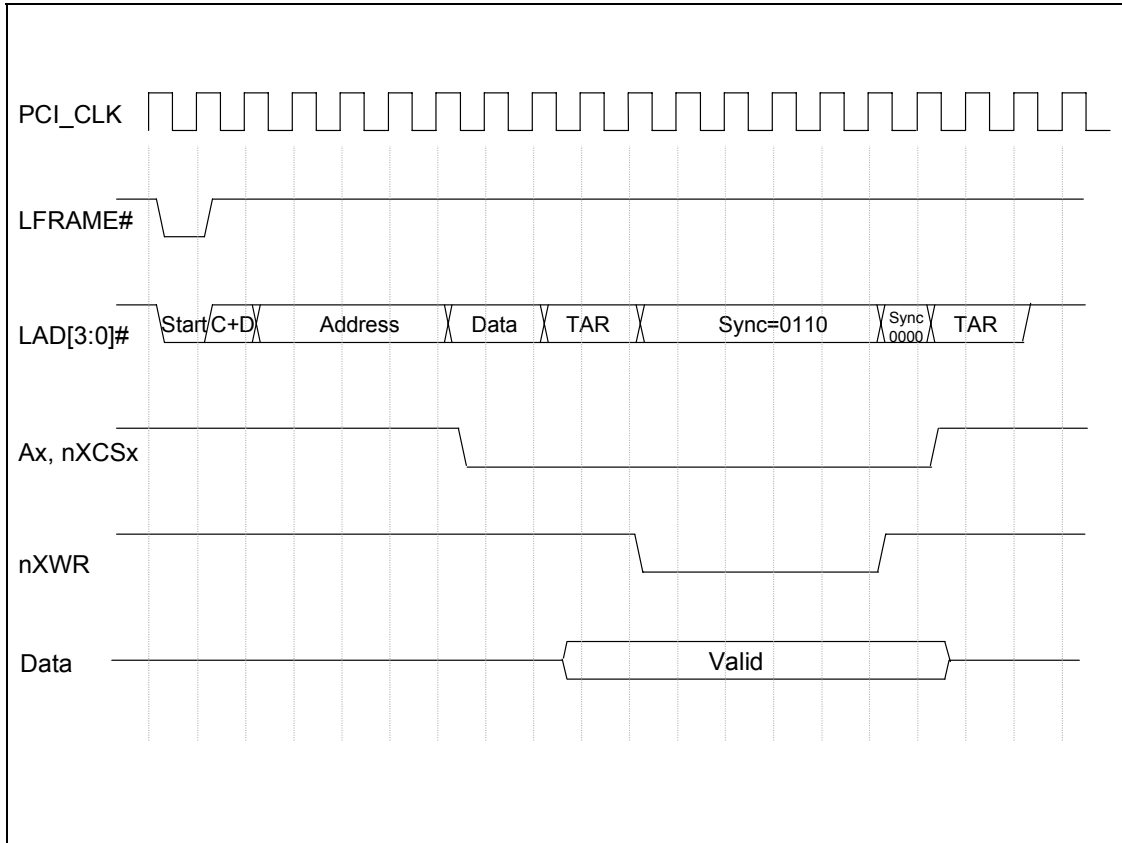 PCI_CLK
LFRAME#
LAD[3:0]#
Start
C+D
Address
Data
TAR
Sync=0110
Sync
0000
TAR
Ax, nXCSx
nXWR
Data
Valid